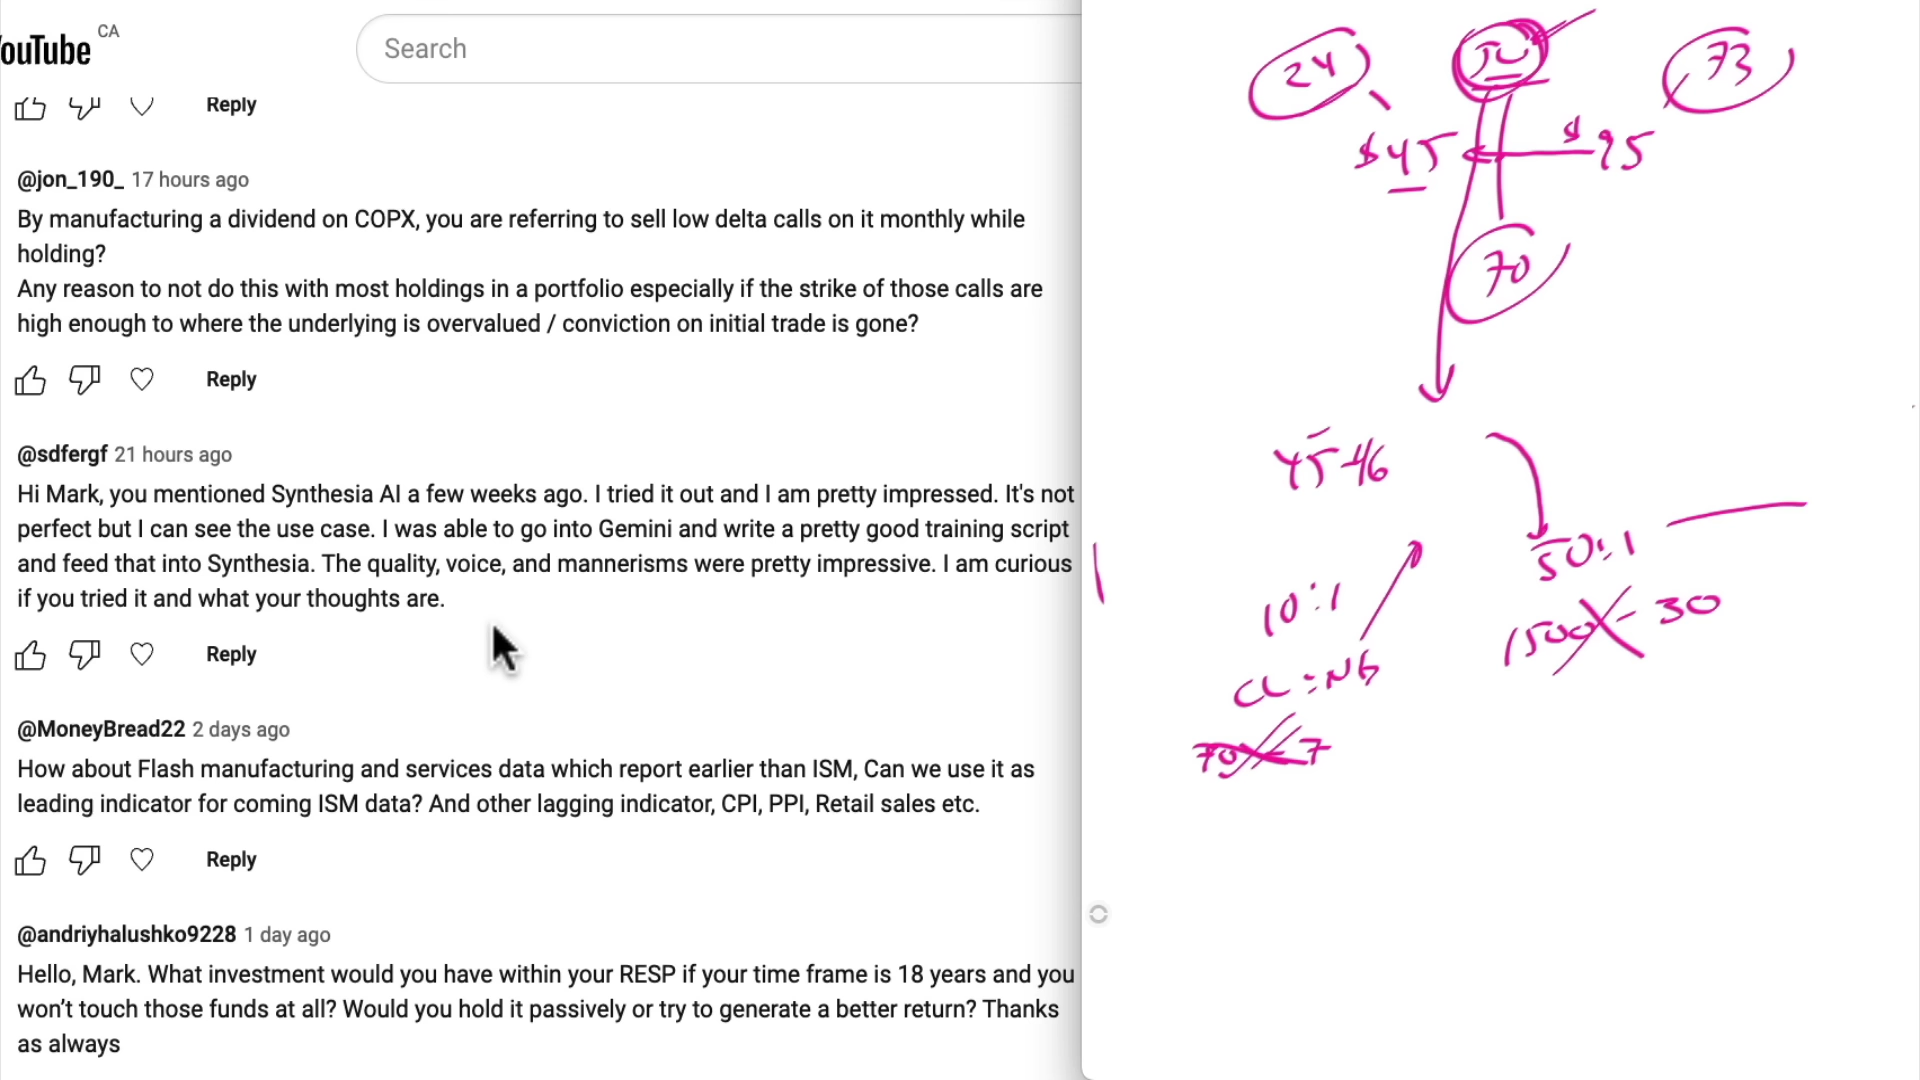 ouTube CA
Search
Reply
@jon_190_ 17 hours ago
By manufacturing a dividend on COPX, you are referring to sell low delta calls on it monthly while
holding?
Any reason to not do this with most holdings in a portfolio especially if the strike of those calls are
high enough to where the underlying is overvalued / conviction on initial trade is gone?
Reply
@sdfergf 21 hours ago
Hi Mark, you mentioned Synthesia AI a few weeks ago. I tried it out and I am pretty impressed. It's not
perfect but I can see the use case. I was able to go into Gemini and write a pretty good training script
and feed that into Synthesia. The quality, voice, and mannerisms were pretty impressive. I am curious
if you tried it and what your thoughts are.
Reply
@MoneyBread22 2 days ago
How about Flash manufacturing and services data which report earlier than ISM, Can we use it as
leading indicator for coming ISM data? And other lagging indicator, CPI, PPI, Retail sales etc.
Reply
@andriyhalushko9228 1 day ago
Hello, Mark. What investment would you have within your RESP if your time frame is 18 years and you
won't touch those funds at all? Would you hold it passively or try to generate a better return? Thanks
as always
24
73
$45
$95
70
45-46
50:1
10:1
1500 - 30
CL:NG
70 - 7